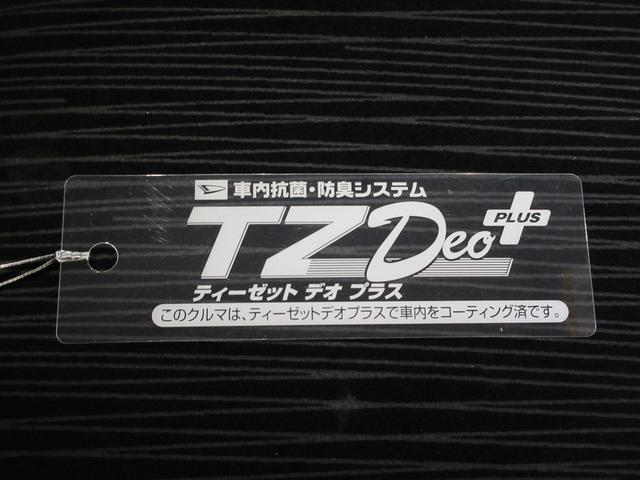 車内抗菌・防臭システム
TZ Deo PLUS
ティーゼット デオ プラス
このクルマは、ティーゼットデオプラスで車内をコーティング済です。